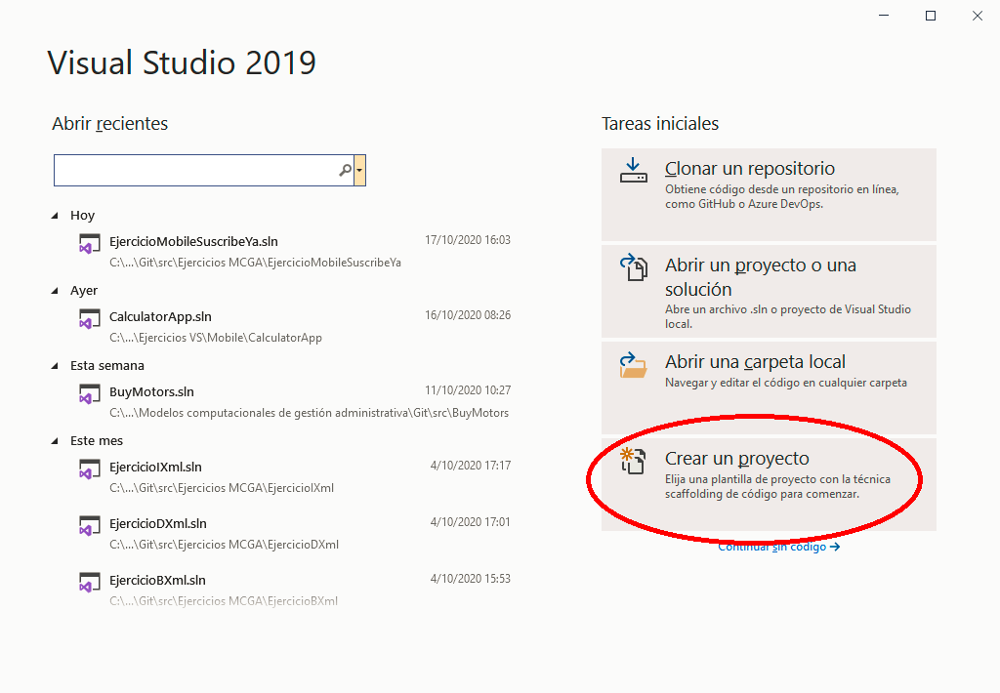 Visual Studio 2019
Abrir recientes
Hoy
EjercicioMobileSuscribeYa.sln
17/10/2020 16:03
C:\...\Git\src\Ejercicios MCGA\EjercicioMobileSuscribeYa
Ayer
CalculatorApp.sln
16/10/2020 08:26
C:\...\Ejercicios VS\Mobile\CalculatorApp
Esta semana
BuyMotors.sln
11/10/2020 10:27
C:\...\Modelos computacionales de gestión administrativa\Git\src\BuyMotors
Este mes
EjercicioIXml.sln
4/10/2020 17:17
C:\...\Git\src\Ejercicios MCGA\EjercicioIXml
EjercicioDXml.sln
4/10/2020 17:01
C:\...\Git\src\Ejercicios MCGA\EjercicioDXml
EjercicioBXml.sln
4/10/2020 15:53
C:\...\Git\src\Ejercicios MCGA\EjercicioBXml
Tareas iniciales
Clonar un repositorio
Obtiene código desde un repositorio en línea,
como GitHub o Azure DevOps.
Abrir un proyecto o una
solución
Abre un archivo .sln o proyecto de Visual Studio
local.
Abrir una carpeta local
Navegar y editar el código en cualquier carpeta
Crear un proyecto
Elija una plantilla de proyecto con la técnica
scaffolding de código para comenzar.
Continuar sin código →